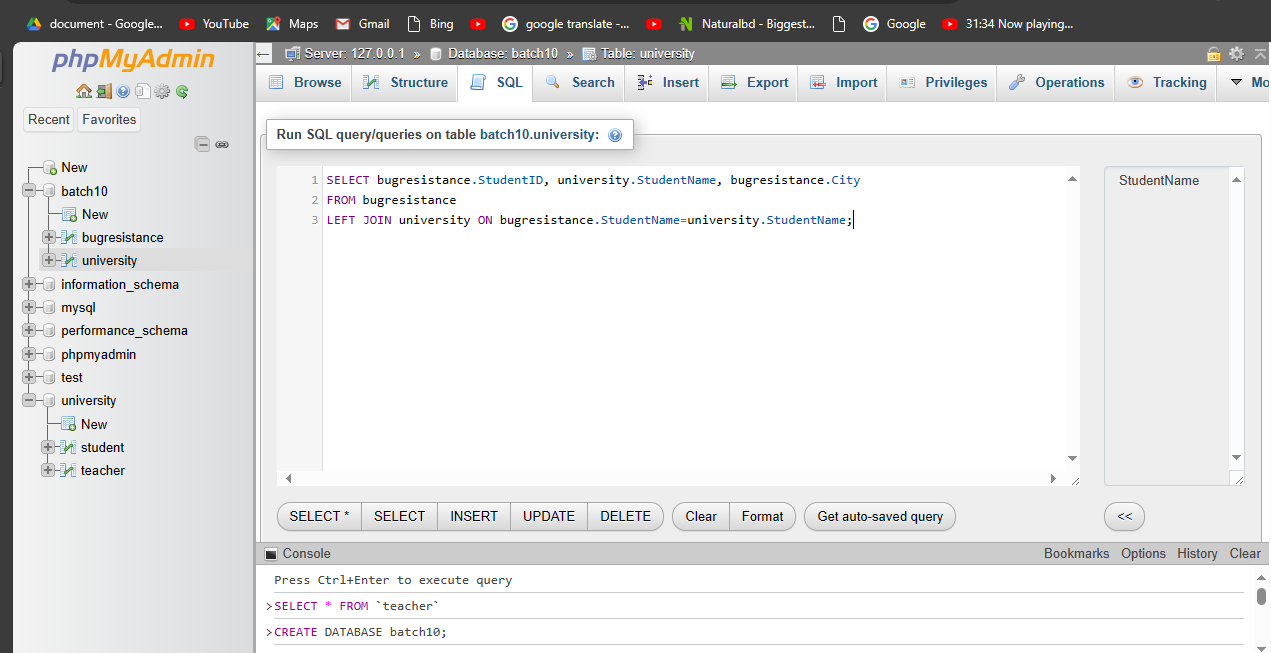 document - Google... YouTube Maps Gmail Bing google translate -... Naturalbd - Biggest... Google 31:34 Now playing...
phpMyAdmin
Recent Favorites
New
batch10
New
bugresistance
university
information_schema
mysql
performance_schema
phpmyadmin
test
university
New
student
teacher
Server: 127.0.0.1 » Database: batch10 » Table: university
Browse Structure SQL Search Insert Export Import Privileges Operations Tracking Mo
Run SQL query/queries on table batch10.university:
1 SELECT bugresistance.StudentID, university.StudentName, bugresistance.City
2 FROM bugresistance
3 LEFT JOIN university ON bugresistance.StudentName=university.StudentName;
StudentName
SELECT * SELECT INSERT UPDATE DELETE Clear Format Get auto-saved query <<
Console Bookmarks Options History Clear
Press Ctrl+Enter to execute query
>SELECT * FROM `teacher`
>CREATE DATABASE batch10;